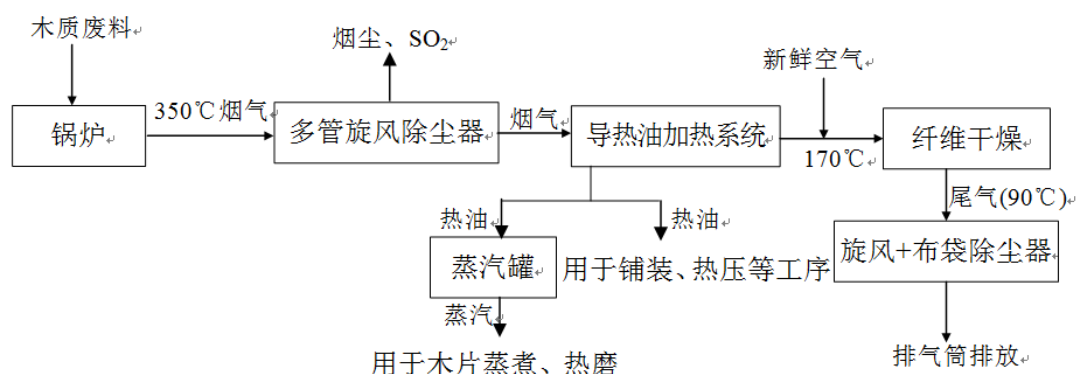 木质废料
烟尘、SO₂
新鲜空气
锅炉
350℃烟气
多管旋风除尘器
烟气
导热油加热系统
170℃
纤维干燥
热油
热油
尾气(90℃)
蒸汽罐
用于铺装、热压等工序
旋风+布袋除尘器
蒸汽
用于木片蒸煮、热磨
排气筒排放